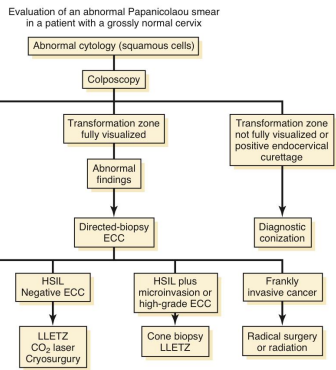 Evaluation of an abnormal Papanicolaou smear
in a patient with a grossly normal cervix
Abnormal cytology (squamous cells)
Colposcopy
Transformation zone
fully visualized
Transformation zone
not fully visualized or
positive endocervical
curettage
Abnormal
findings
Directed-biopsy
ECC
Diagnostic
conization
HSIL
Negative ECC
HSIL plus
microinvasion or
high-grade ECC
Frankly
invasive cancer
LLETZ
CO₂ laser
Cryosurgery
Cone biopsy
LLETZ
Radical surgery
or radiation